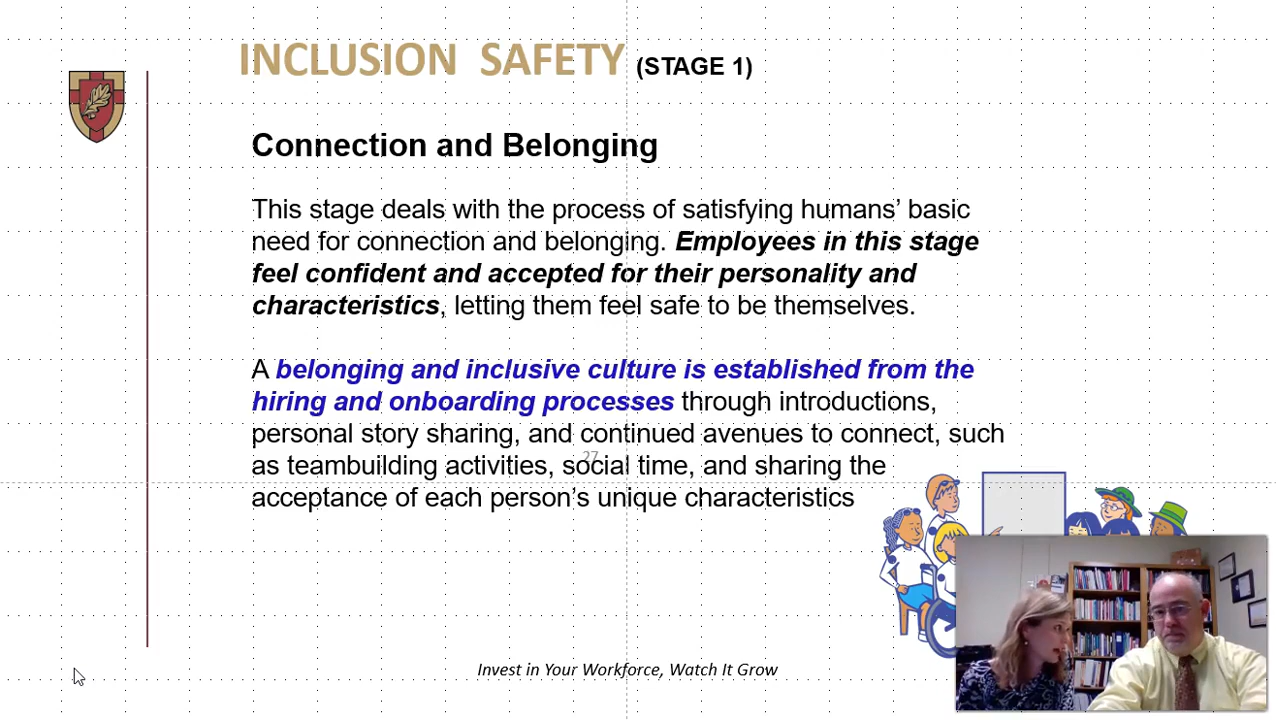 INCLUSION SAFETY (STAGE 1)
Connection and Belonging
This stage deals with the process of satisfying humans’ basic
need for connection and belonging. Employees in this stage
feel confident and accepted for their personality and
characteristics, letting them feel safe to be themselves.
A belonging and inclusive culture is established from the
hiring and onboarding processes through introductions,
personal story sharing, and continued avenues to connect, such
as teambuilding activities, social time, and sharing the
acceptance of each person’s unique characteristics
27
Invest in Your Workforce, Watch It Grow